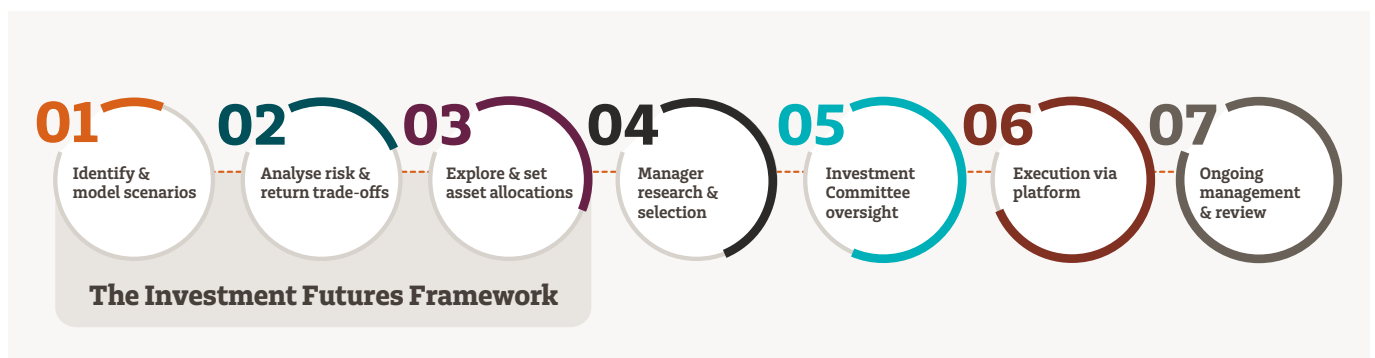 01
Identify &
model scenarios
02
Analyse risk &
return trade-offs
03
Explore & set
asset allocations
04
Manager
research &
selection
05
Investment
Committee
oversight
06
Execution via
platform
07
Ongoing
management
& review
The Investment Futures Framework